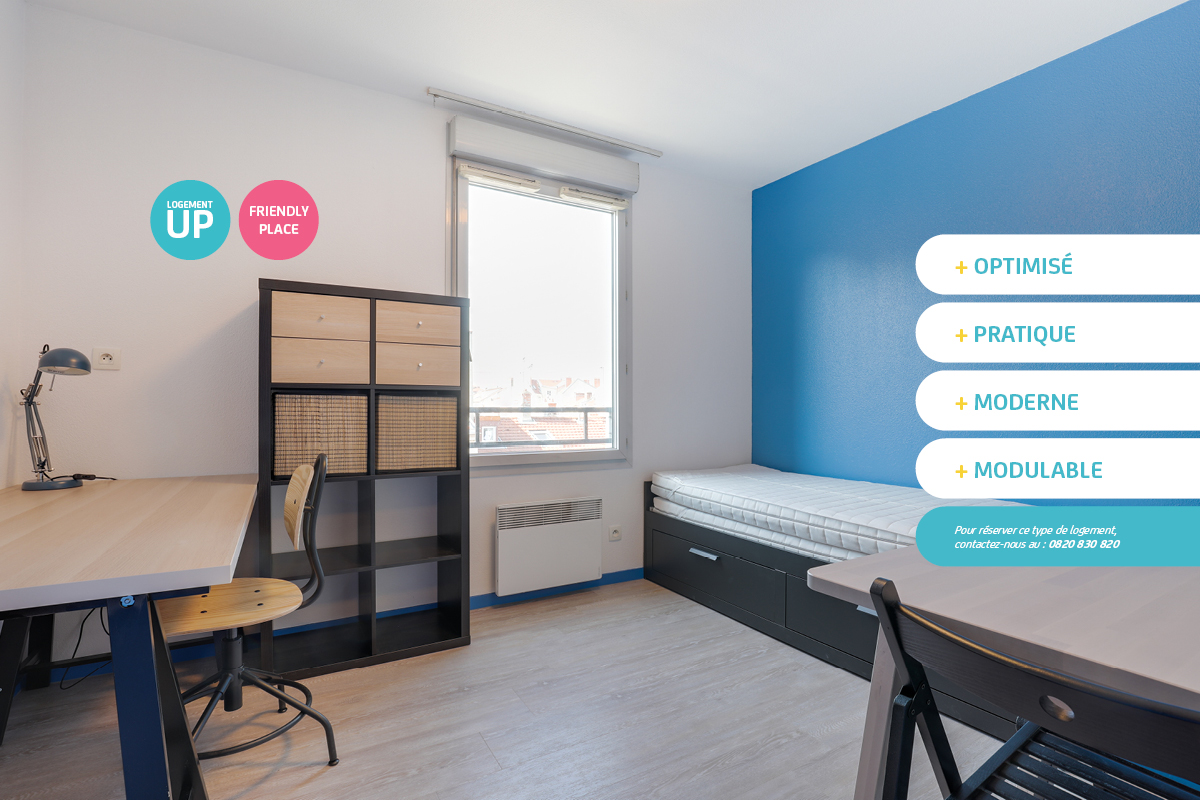 LOGEMENT
UP
FRIENDLY
PLACE
+ OPTIMISÉ
+ PRATIQUE
+ MODERNE
+ MODULABLE
Pour réserver ce type de logement,
contactez-nous au : 0820 830 820